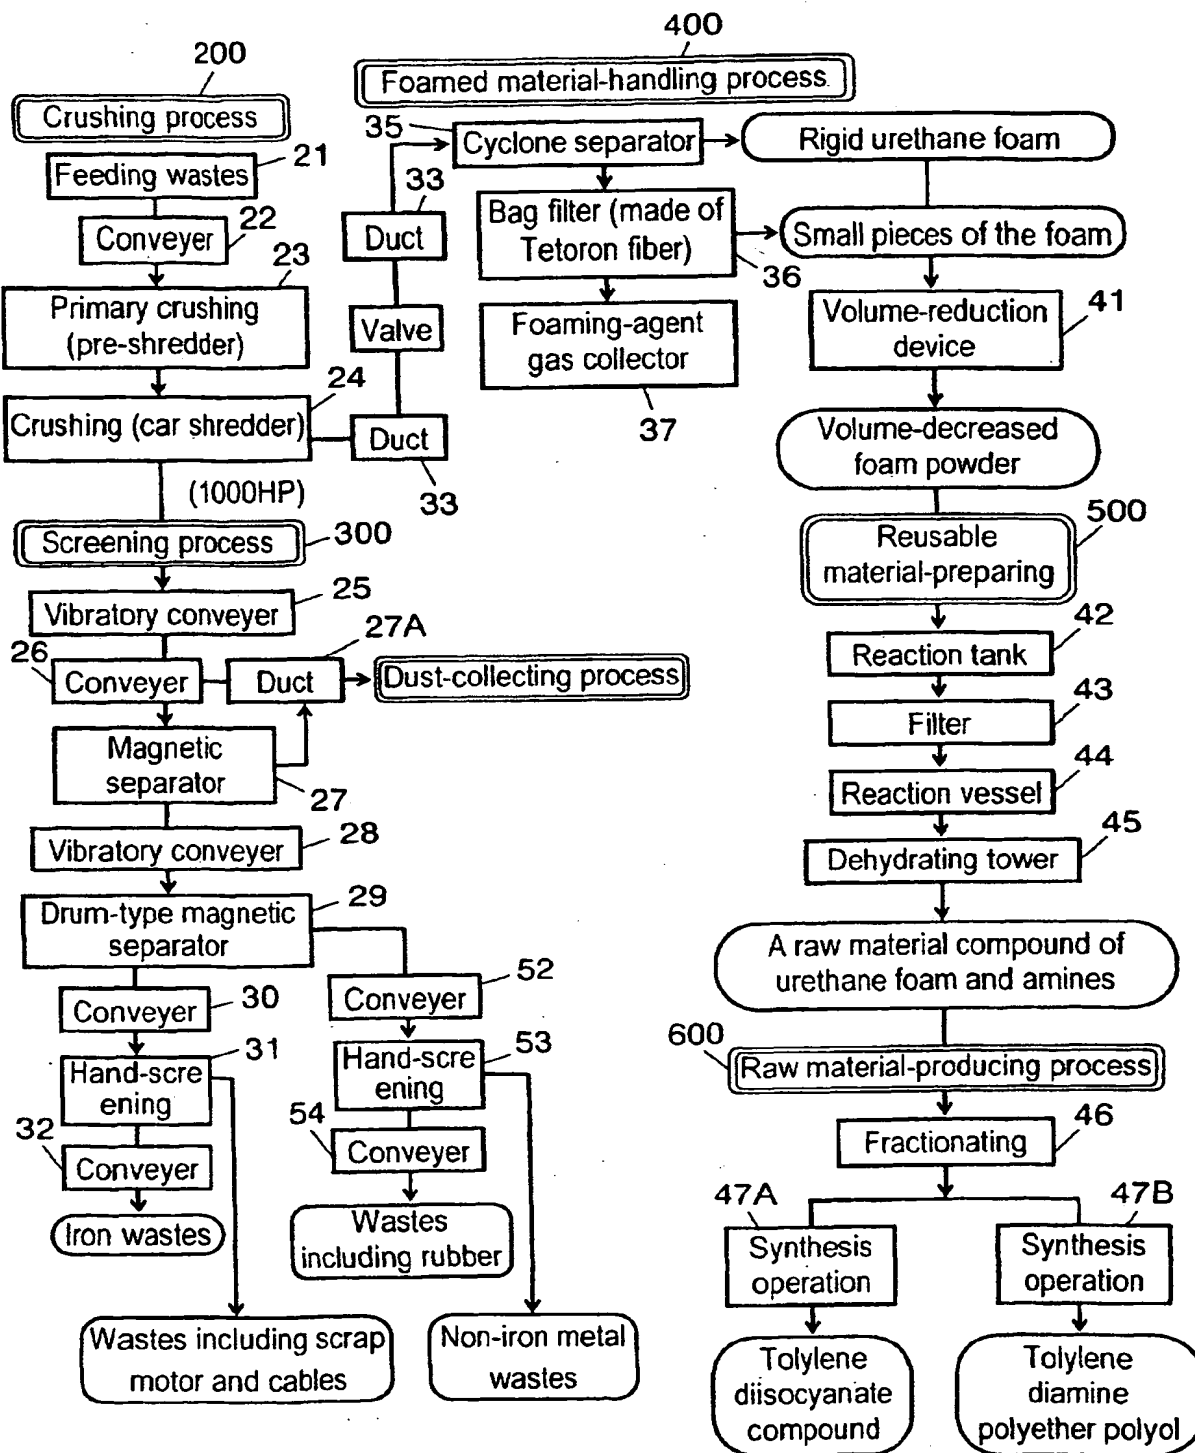 200
Crushing process
Feeding wastes
21
Conveyer
22
23
Primary crushing
(pre-shredder)
24
Crushing (car shredder)
(1000HP)
33
Duct
Valve
Duct
33
400
Foamed material-handling process
35
Cyclone separator
Rigid urethane foam
Bag filter (made of
Tetoron fiber)
36
Small pieces of the foam
Foaming-agent
gas collector
37
Volume-reduction
device
41
Volume-decreased
foam powder
Screening process
300
Vibratory conveyer
25
26
Conveyer
27A
Duct
Dust-collecting process
Magnetic
separator
27
Vibratory conveyer
28
Drum-type magnetic
separator
29
Conveyer
30
Hand-scre
ening
31
32
Conveyer
Iron wastes
Wastes including scrap
motor and cables
Conveyer
52
Hand-scre
ening
53
54
Conveyer
Wastes
including rubber
Non-iron metal
wastes
500
Reusable
material-preparing
42
Reaction tank
43
Filter
44
Reaction vessel
45
Dehydrating tower
A raw material compound of
urethane foam and amines
600
Raw material-producing process
Fractionating
46
47A
Synthesis
operation
47B
Synthesis
operation
Tolylene
diisocyanate
compound
Tolylene
diamine
polyether polyol